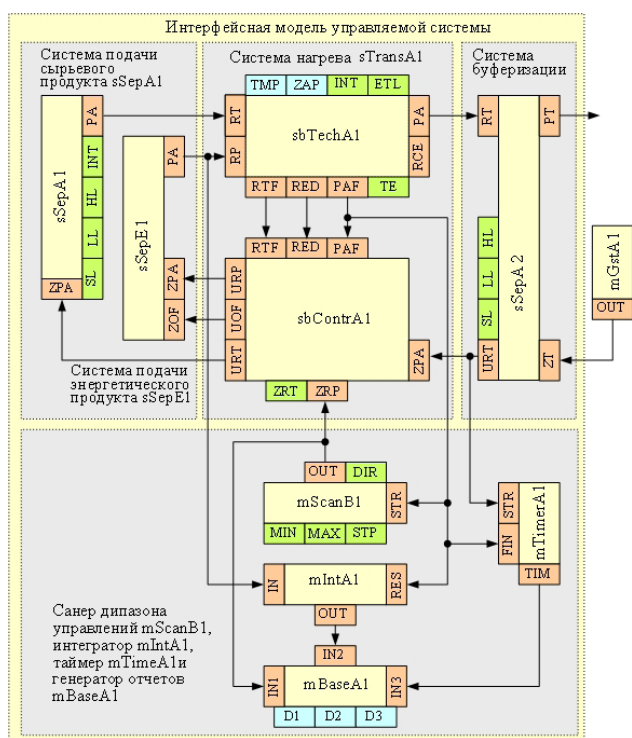 Интерфейсная модель управляемой системы
Система подачи
сырьевого
продукта sSepA1
Система нагрева sTransA1
Система
буферизации
TMP ZAP INT ETL
sSepA1
PA
INT
HL
LL
SL
ZPA
sSepE1
PA
ZPA
ZOF
RT
RP
sbTechA1
PA
RCE
RTF RED PAF TE
RTF RED PAF
URP
UOF
URT
sbContrA1
ZPA
ZRT ZRP
RT
PT
sSepA2
HL
LL
SL
URT
ZT
mGstA1
OUT
Система подачи
энергетического
продукта sSepE1
OUT DIR
mScanB1
STR
MIN MAX STP
STR
FIN
mTimerA1
TIM
IN
mIntA1
RES
OUT
IN2
IN1
mBaseA1
IN3
D1 D2 D3
Санер дипазона
управлений mScanB1,
интегратор mIntA1,
таймер mTimeA1и
генератор отчетов
mBaseA1